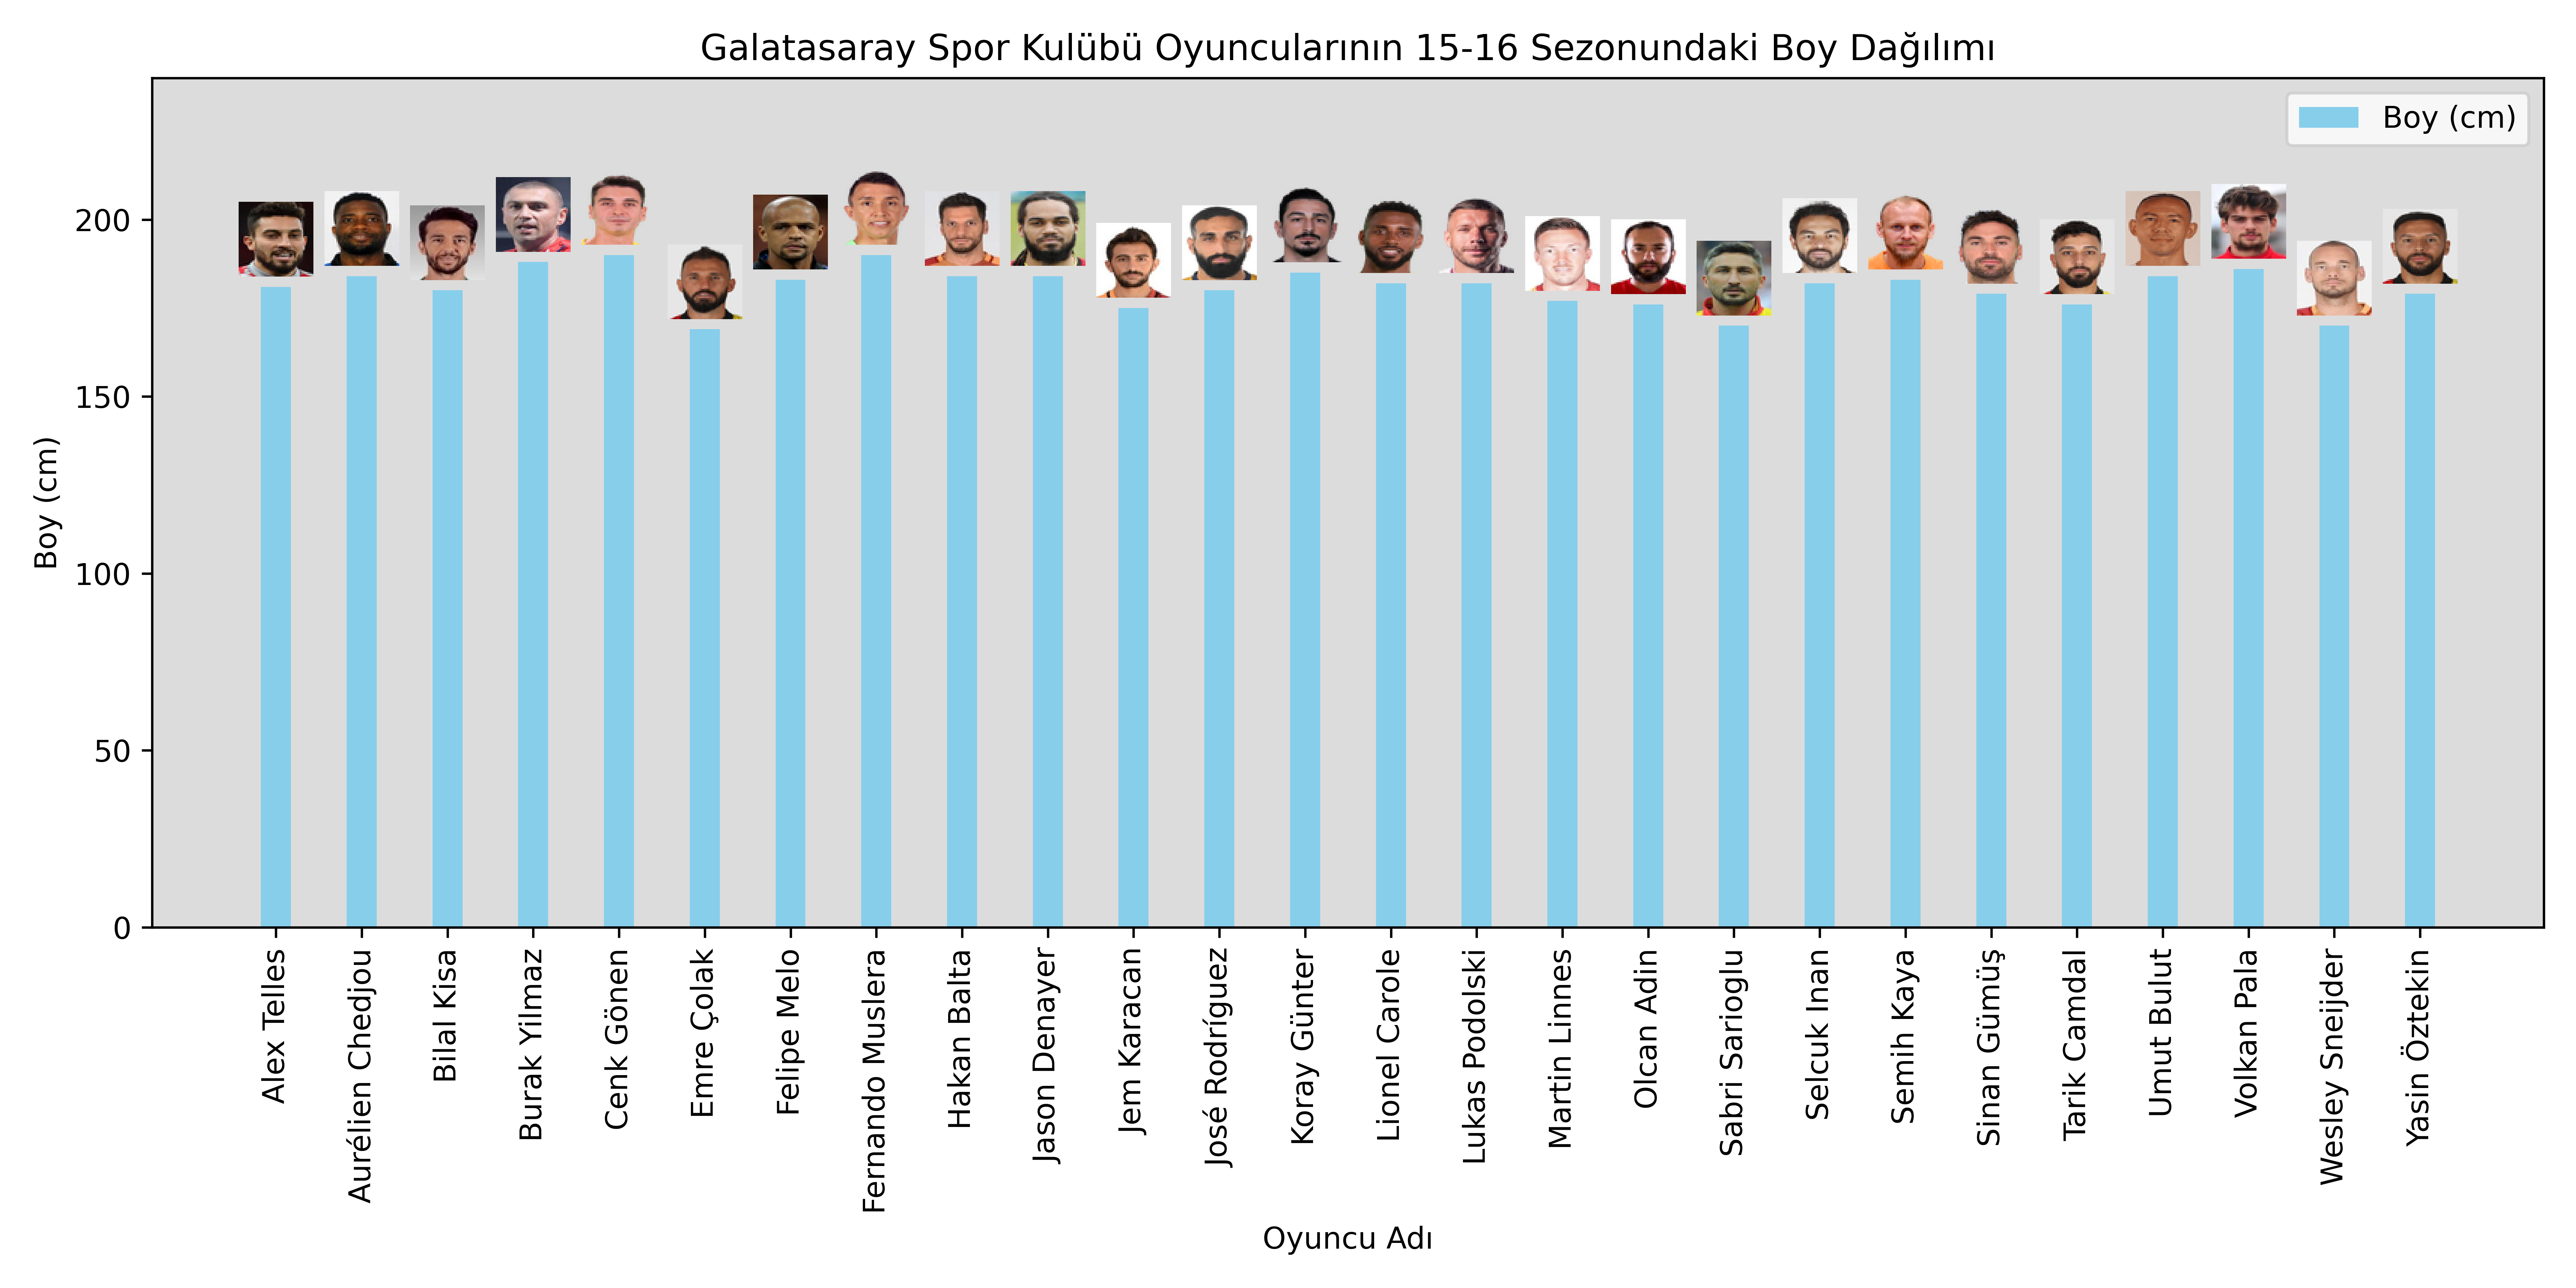 Galatasaray Spor Kulübü Oyuncularının 15-16 Sezonundaki Boy Dağılımı
Boy (cm)
Boy (cm)
200
150
100
50
0
Alex Telles
Aurélien Chedjou
Bilal Kisa
Burak Yilmaz
Cenk Gönen
Emre Çolak
Felipe Melo
Fernando Muslera
Hakan Balta
Jason Denayer
Jem Karacan
José Rodríguez
Koray Günter
Lionel Carole
Lukas Podolski
Martin Linnes
Olcan Adin
Sabri Sarioglu
Selcuk Inan
Semih Kaya
Sinan Gümüş
Tarik Camdal
Umut Bulut
Volkan Pala
Wesley Sneijder
Yasin Öztekin
Oyuncu Adı